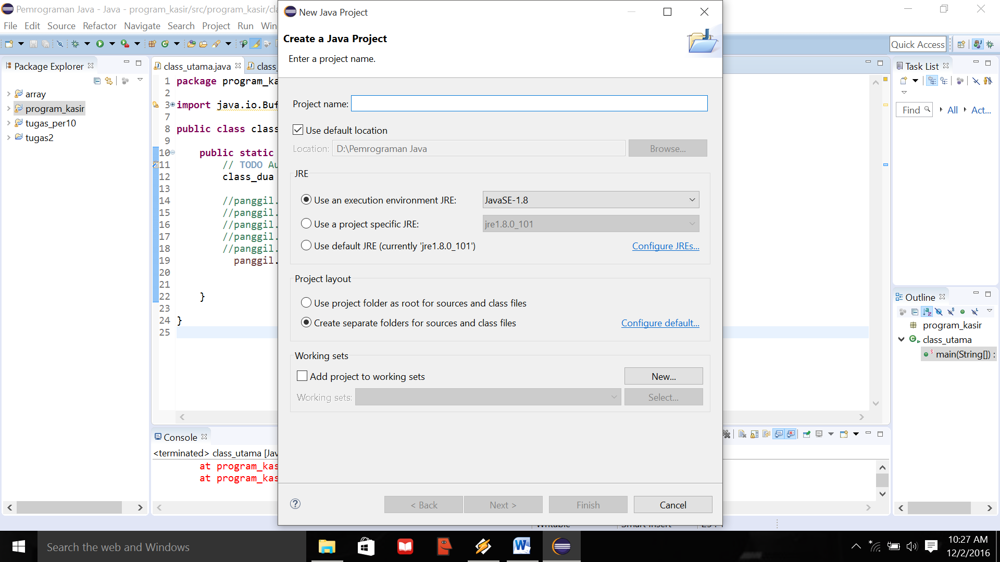 Pemrograman Java - Java - program_kasir/src/program_kasir/cl
File Edit Source Refactor Navigate Search Project Run Win
Quick Access
Package Explorer
array
program_kasir
tugas_per10
tugas2
class_utama.java
class_
1 package program_ka
2
3 import java.io.Buf
7
8 public class class
9
10 public static
11 // TODO Au
12 class_dua
13
14 //panggil.
15 //panggil.
16 //panggil.
17 //panggil.
18 //panggil.
19 panggil.
20
21
22 }
23
24 }
25
Console
<terminated> class_utama [Jav
at program_kas
at program_kas
New Java Project
Create a Java Project
Enter a project name.
Project name:
Use default location
Location: D:\Pemrograman Java Browse...
JRE
Use an execution environment JRE: JavaSE-1.8
Use a project specific JRE: jre1.8.0_101
Use default JRE (currently 'jre1.8.0_101') Configure JREs...
Project layout
Use project folder as root for sources and class files
Create separate folders for sources and class files Configure default...
Working sets
Add project to working sets New...
Working sets: Select...
< Back Next > Finish Cancel
Task List
Find All Act...
Outline
program_kasir
class_utama
main(String[]) :
Search the web and Windows
10:27 AM
12/2/2016